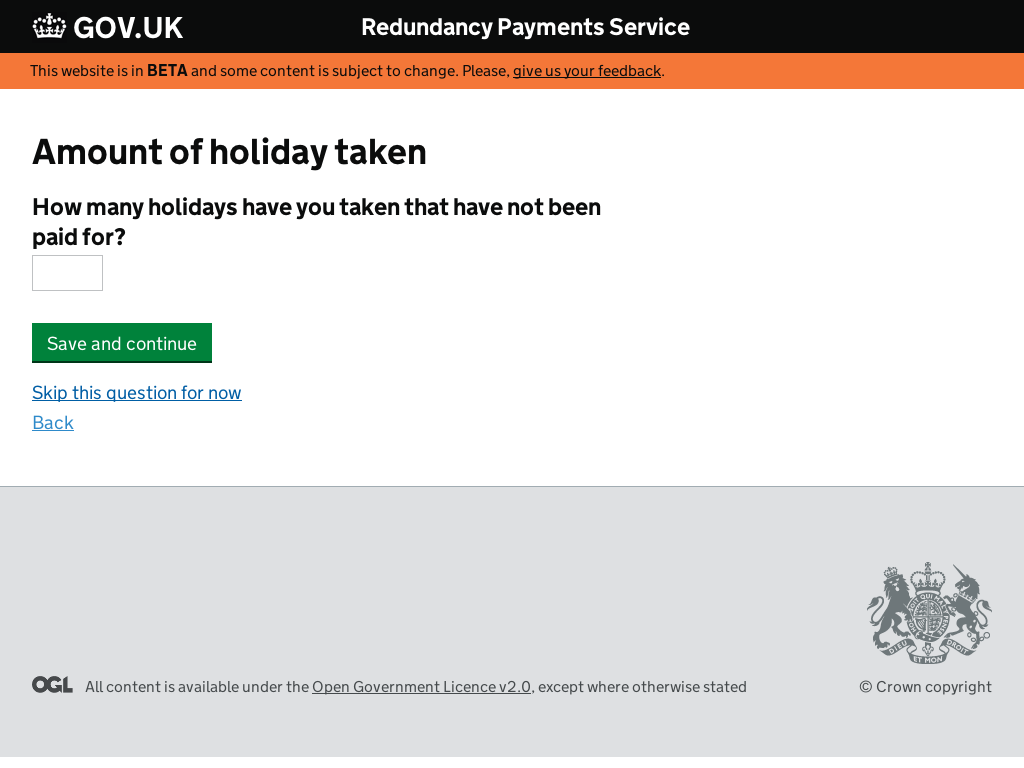 GOV.UK
Redundancy Payments Service
This website is in BETA and some content is subject to change. Please, give us your feedback.
Amount of holiday taken
How many holidays have you taken that have not been
paid for?
Save and continue
Skip this question for now
Back
DIEU ET MON DROIT
OGL All content is available under the Open Government Licence v2.0, except where otherwise stated
© Crown copyright